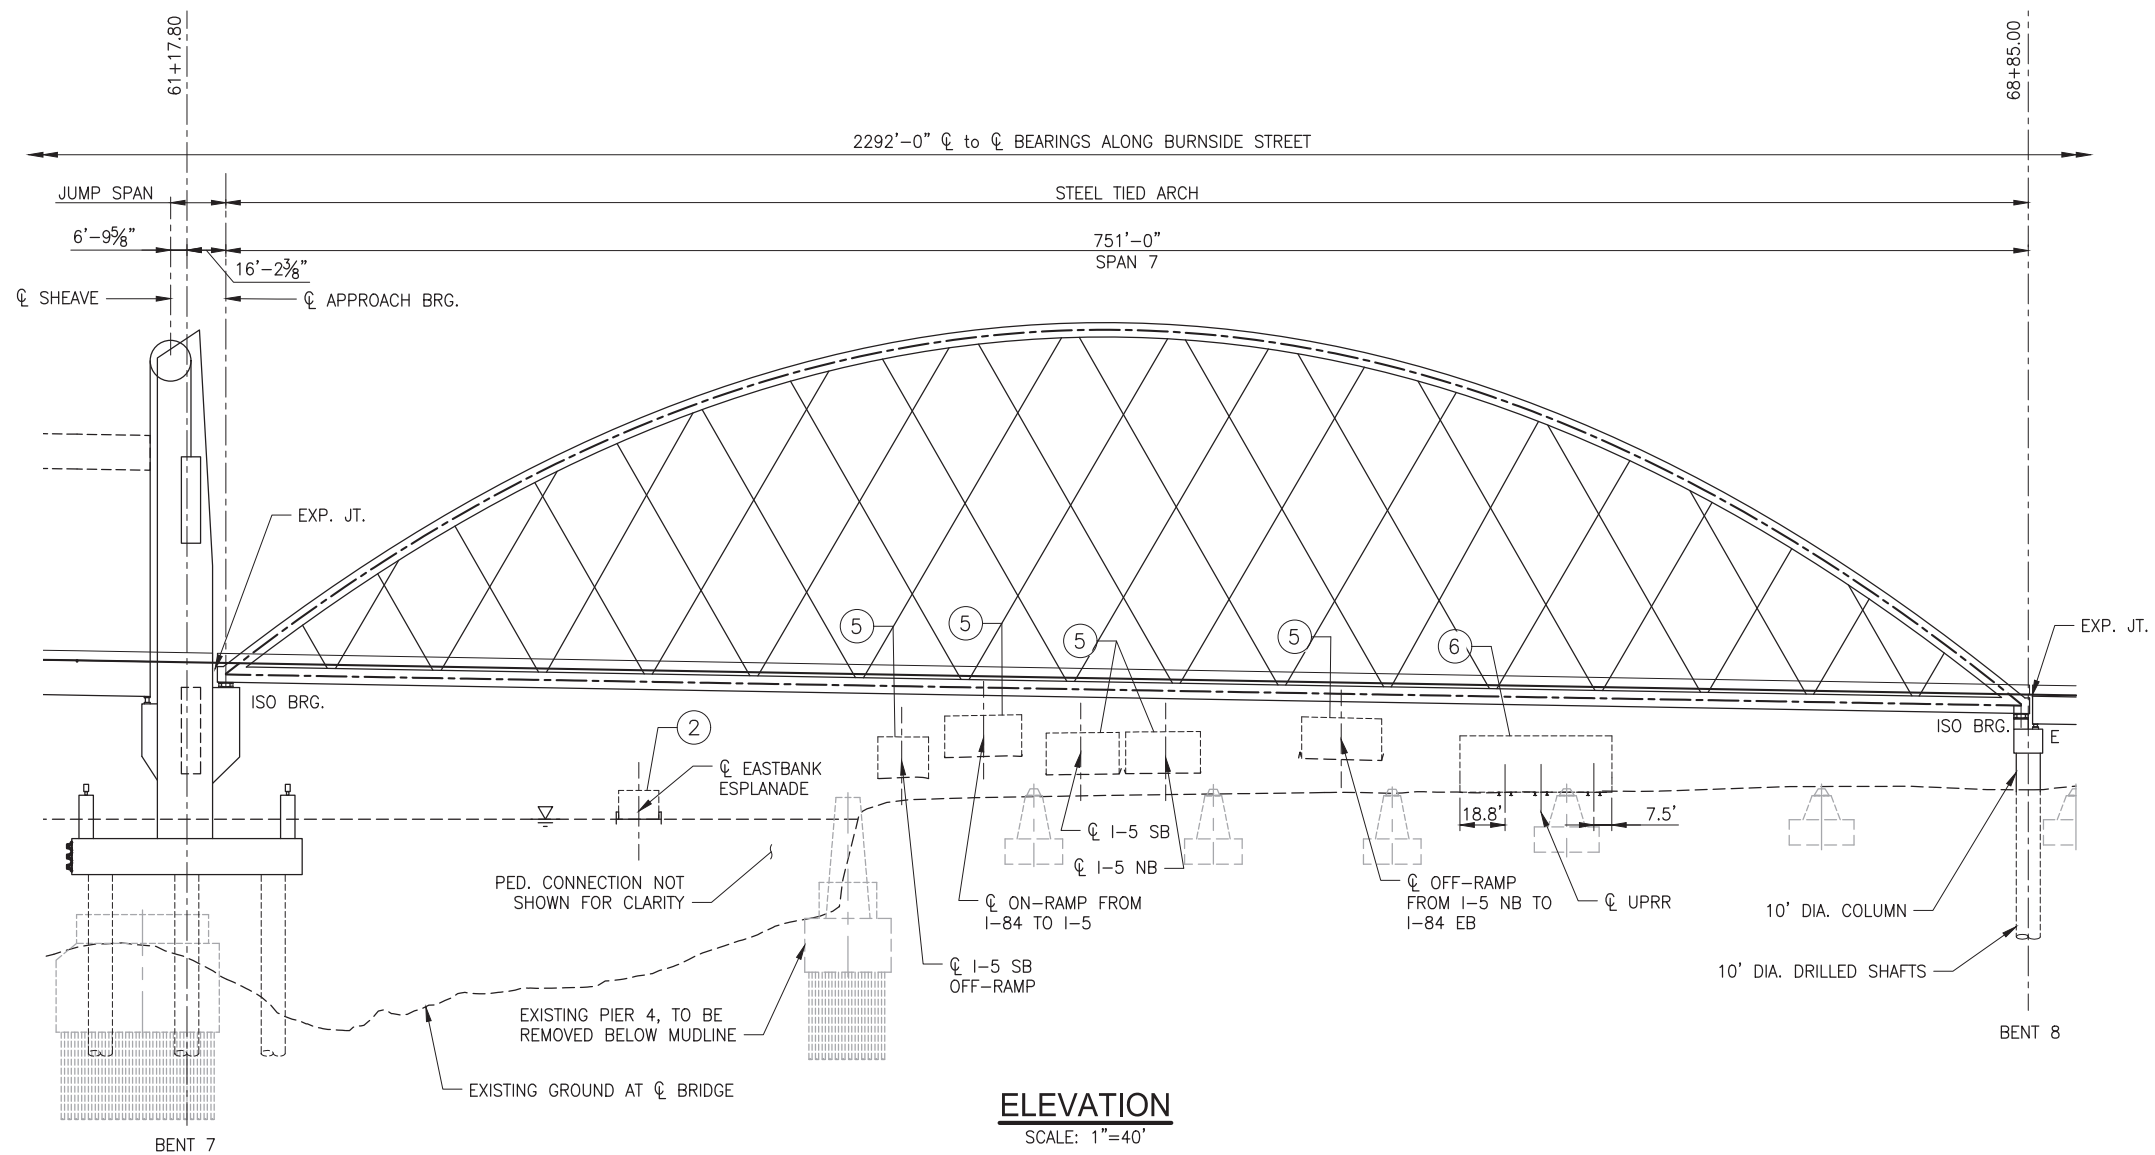 61+17.80
68+85.00
2292'-0" ℄ to ℄ BEARINGS ALONG BURNSIDE STREET
JUMP SPAN
STEEL TIED ARCH
6'-9⅝"
751'-0"
SPAN 7
16'-2⅜"
℄ SHEAVE
℄ APPROACH BRG.
EXP. JT.
5
5
5
5
6
EXP. JT.
ISO BRG.
2
ISO BRG.
E
℄ EASTBANK
ESPLANADE
18.8'
7.5'
℄ I-5 SB
℄ I-5 NB
PED. CONNECTION NOT
SHOWN FOR CLARITY
℄ ON-RAMP FROM
I-84 TO I-5
℄ OFF-RAMP
FROM I-5 NB TO
I-84 EB
℄ UPRR
10' DIA. COLUMN
℄ I-5 SB
OFF-RAMP
10' DIA. DRILLED SHAFTS
EXISTING PIER 4, TO BE
REMOVED BELOW MUDLINE
BENT 8
EXISTING GROUND AT ℄ BRIDGE
ELEVATION
SCALE: 1"=40'
BENT 7